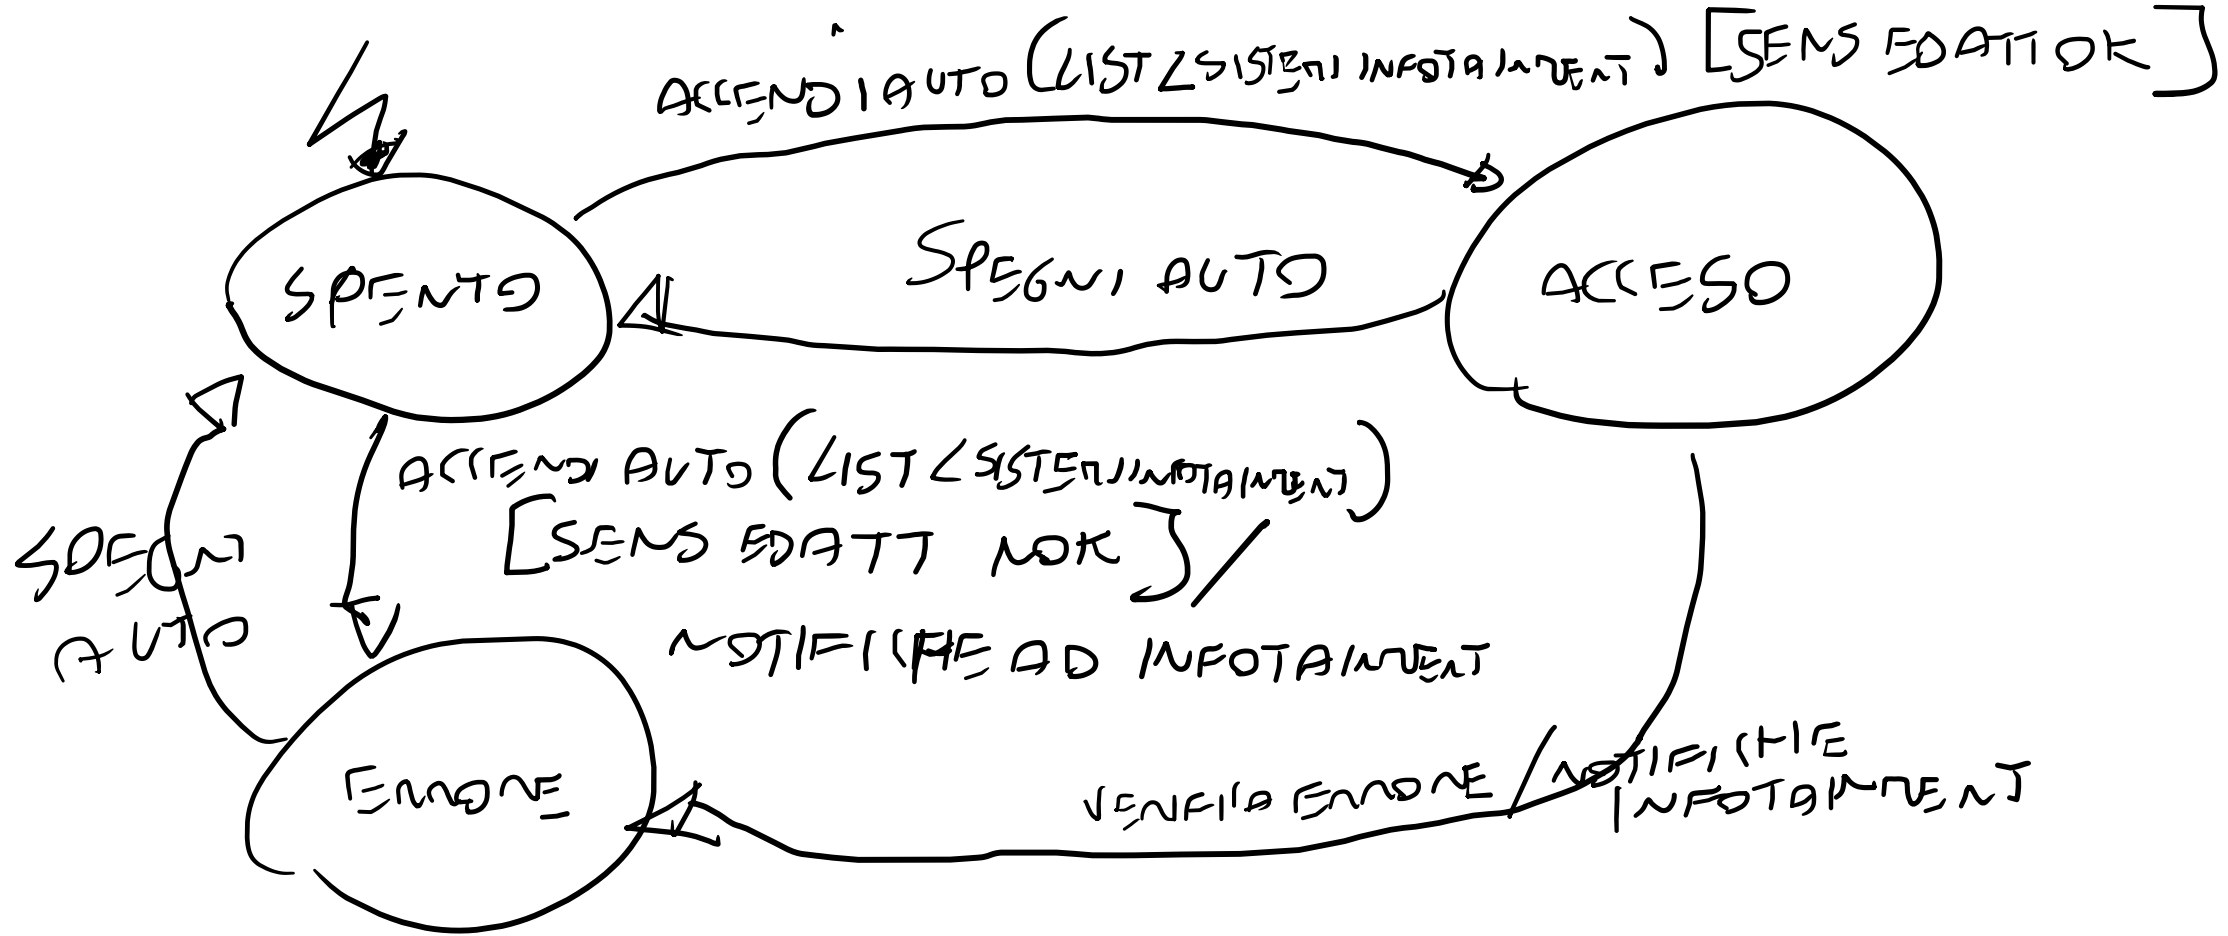 ACCENDI AUTO (LIST<SISTEMI INFOTAINMENT) [SENS ED ATT OK]
SPEGNI AUTO
SPENTO
ACCESO
ACCENDI AUTO (LIST<SISTEMI INFOTAINMENT)
[SENS ED ATT NOK] /
NOTIFICHE AD INFOTAINMENT
SPEGNI
AUTO
ERRORE
VERIFICA ERRORE / NOTIFICHE
INFOTAINMENT